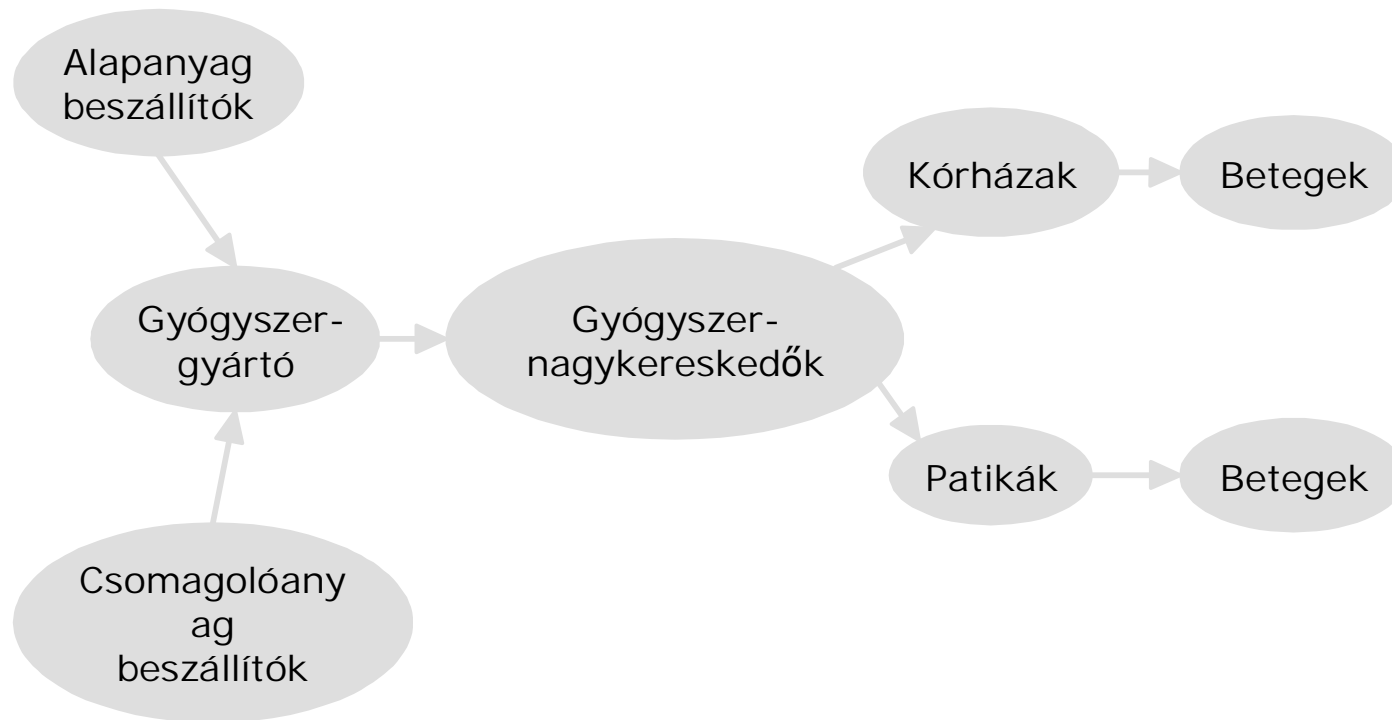 Alapanyag
beszállítók
Kórházak
Betegek
Gyógyszer-
gyártó
Gyógyszer-
nagykereskedők
Patikák
Betegek
Csomagolóany
ag
beszállítók